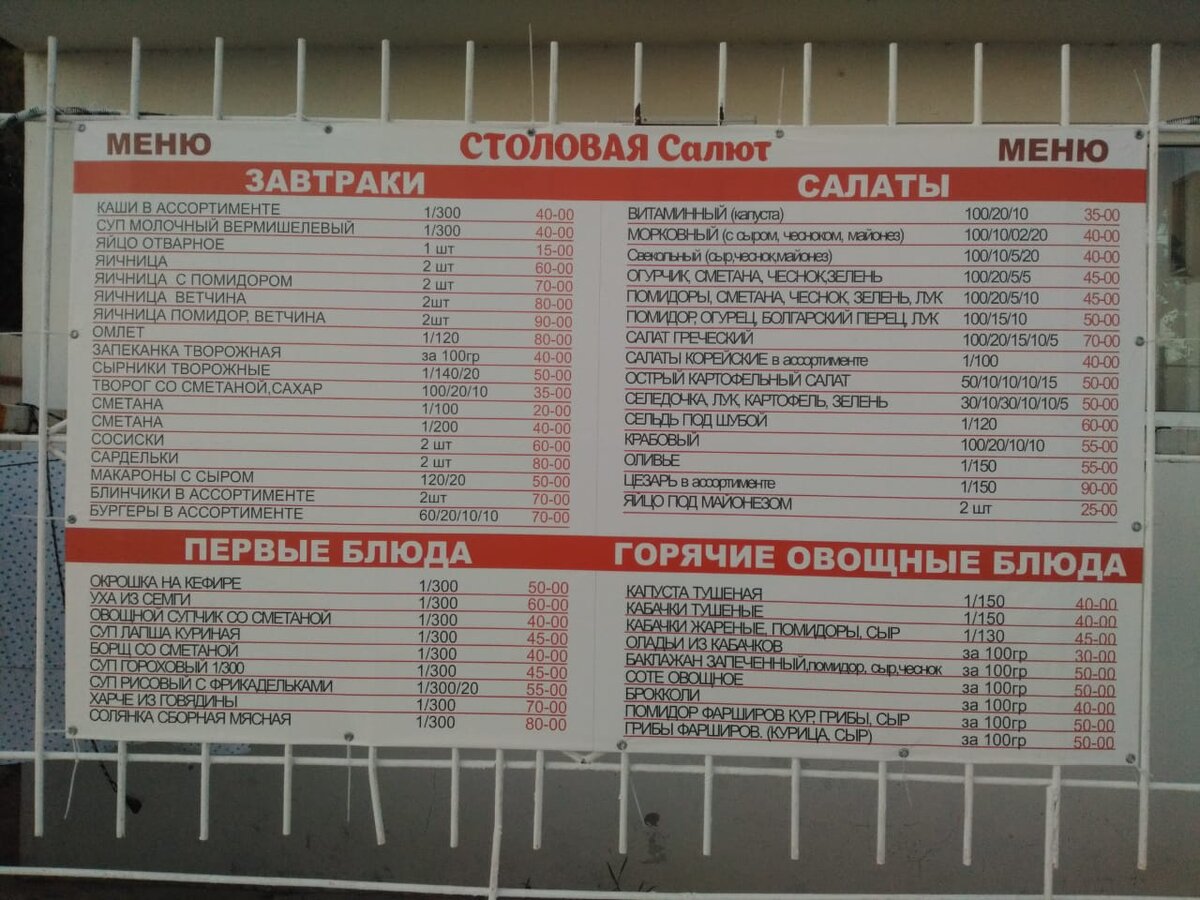 МЕНЮ СТОЛОВАЯ Салют МЕНЮ
ЗАВТРАКИ
КАШИ В АССОРТИМЕНТЕ 1/300 40-00
СУП МОЛОЧНЫЙ ВЕРМИШЕЛЕВЫЙ 1/300 40-00
ЯЙЦО ОТВАРНОЕ 1 шт 15-00
ЯИЧНИЦА 2 шт 60-00
ЯИЧНИЦА С ПОМИДОРОМ 2 шт 70-00
ЯИЧНИЦА ВЕТЧИНА 2шт 80-00
ЯИЧНИЦА ПОМИДОР, ВЕТЧИНА 2шт 90-00
ОМЛЕТ 1/120 80-00
ЗАПЕКАНКА ТВОРОЖНАЯ за 100гр 40-00
СЫРНИКИ ТВОРОЖНЫЕ 1/140/20 50-00
ТВОРОГ СО СМЕТАНОЙ,САХАР 100/20/10 35-00
СМЕТАНА 1/100 20-00
СМЕТАНА 1/200 40-00
СОСИСКИ 2 шт 60-00
САРДЕЛЬКИ 2 шт 80-00
МАКАРОНЫ С СЫРОМ 120/20 50-00
БЛИНЧИКИ В АССОРТИМЕНТЕ 2шт 70-00
БУРГЕРЫ В АССОРТИМЕНТЕ 60/20/10/10 70-00
ПЕРВЫЕ БЛЮДА
ОКРОШКА НА КЕФИРЕ 1/300 50-00
УХА ИЗ СЕМГИ 1/300 60-00
ОВОЩНОЙ СУПЧИК СО СМЕТАНОЙ 1/300 40-00
СУП ЛАПША КУРИНАЯ 1/300 45-00
БОРЩ СО СМЕТАНОЙ 1/300 40-00
СУП ГОРОХОВЫЙ 1/300 1/300 45-00
СУП РИСОВЫЙ С ФРИКАДЕЛЬКАМИ 1/300/20 55-00
ХАРЧЕ ИЗ ГОВЯДИНЫ 1/300 70-00
СОЛЯНКА СБОРНАЯ МЯСНАЯ 1/300 80-00
САЛАТЫ
ВИТАМИННЫЙ (капуста) 100/20/10 35-00
МОРКОВНЫЙ (с сыром, чесноком, майонез) 100/10/02/20 40-00
Свекольный (сыр,чеснок,майонез) 100/10/5/20 40-00
ОГУРЧИК, СМЕТАНА, ЧЕСНОК,ЗЕЛЕНЬ 100/20/5/5 45-00
ПОМИДОРЫ, СМЕТАНА, ЧЕСНОК, ЗЕЛЕНЬ, ЛУК 100/20/5/10 45-00
ПОМИДОР, ОГУРЕЦ, БОЛГАРСКИЙ ПЕРЕЦ, ЛУК 100/15/10 50-00
САЛАТ ГРЕЧЕСКИЙ 100/20/15/10/5 70-00
САЛАТЫ КОРЕЙСКИЕ в ассортименте 1/100 40-00
ОСТРЫЙ КАРТОФЕЛЬНЫЙ САЛАТ 50/10/10/10/15 50-00
СЕЛЕДОЧКА, ЛУК, КАРТОФЕЛЬ, ЗЕЛЕНЬ 30/10/30/10/10/5 50-00
СЕЛЬДЬ ПОД ШУБОЙ 1/120 60-00
КРАБОВЫЙ 100/20/10/10 55-00
ОЛИВЬЕ 1/150 55-00
ЦЕЗАРЬ в ассортименте 1/150 90-00
ЯЙЦО ПОД МАЙОНЕЗОМ 2 шт 25-00
ГОРЯЧИЕ ОВОЩНЫЕ БЛЮДА
КАПУСТА ТУШЕНАЯ 1/150 40-00
КАБАЧКИ ТУШЕНЫЕ 1/150 40-00
КАБАЧКИ ЖАРЕНЫЕ, ПОМИДОРЫ, СЫР 1/130 45-00
ОЛАДЬИ ИЗ КАБАЧКОВ за 100гр 30-00
БАКЛАЖАН ЗАПЕЧЕННЫЙ,помидор, сыр,чеснок за 100гр 50-00
СОТЕ ОВОЩНОЕ за 100гр 50-00
БРОККОЛИ за 100гр 40-00
ПОМИДОР ФАРШИРОВ КУР, ГРИБЫ, СЫР за 100гр 50-00
ГРИБЫ ФАРШИРОВ. (КУРИЦА, СЫР) за 100гр 50-00